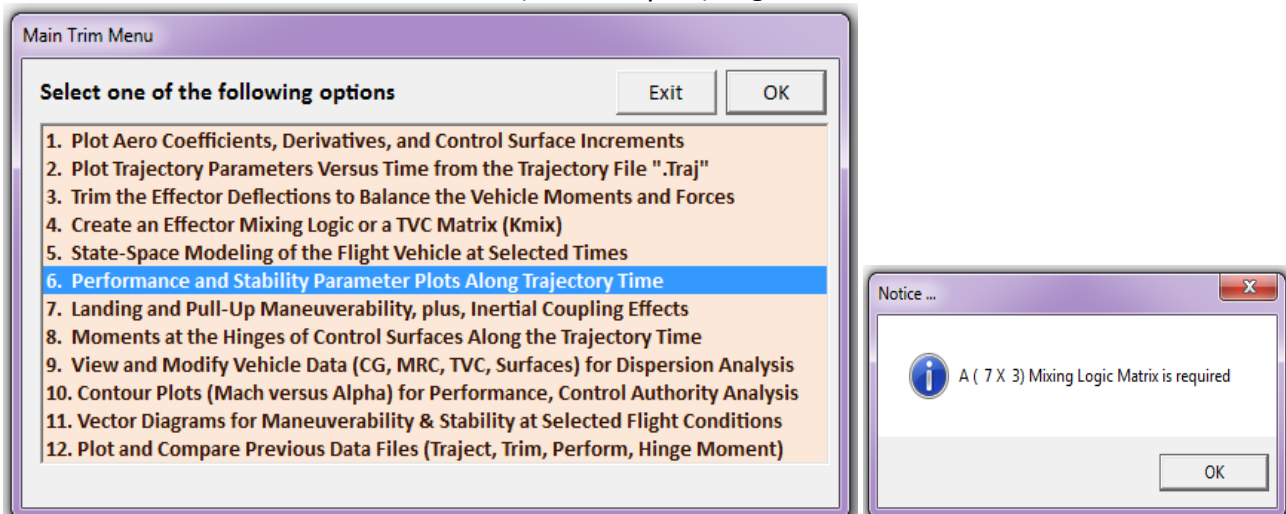 Main Trim Menu
Select one of the following options
Exit
OK
1. Plot Aero Coefficients, Derivatives, and Control Surface Increments
2. Plot Trajectory Parameters Versus Time from the Trajectory File ".Traj"
3. Trim the Effector Deflections to Balance the Vehicle Moments and Forces
4. Create an Effector Mixing Logic or a TVC Matrix (Kmix)
5. State-Space Modeling of the Flight Vehicle at Selected Times
6. Performance and Stability Parameter Plots Along Trajectory Time
7. Landing and Pull-Up Maneuverability, plus, Inertial Coupling Effects
8. Moments at the Hinges of Control Surfaces Along the Trajectory Time
9. View and Modify Vehicle Data (CG, MRC, TVC, Surfaces) for Dispersion Analysis
10. Contour Plots (Mach versus Alpha) for Performance, Control Authority Analysis
11. Vector Diagrams for Maneuverability & Stability at Selected Flight Conditions
12. Plot and Compare Previous Data Files (Traject, Trim, Perform, Hinge Moment)
Notice ...
A ( 7 X 3) Mixing Logic Matrix is required
OK